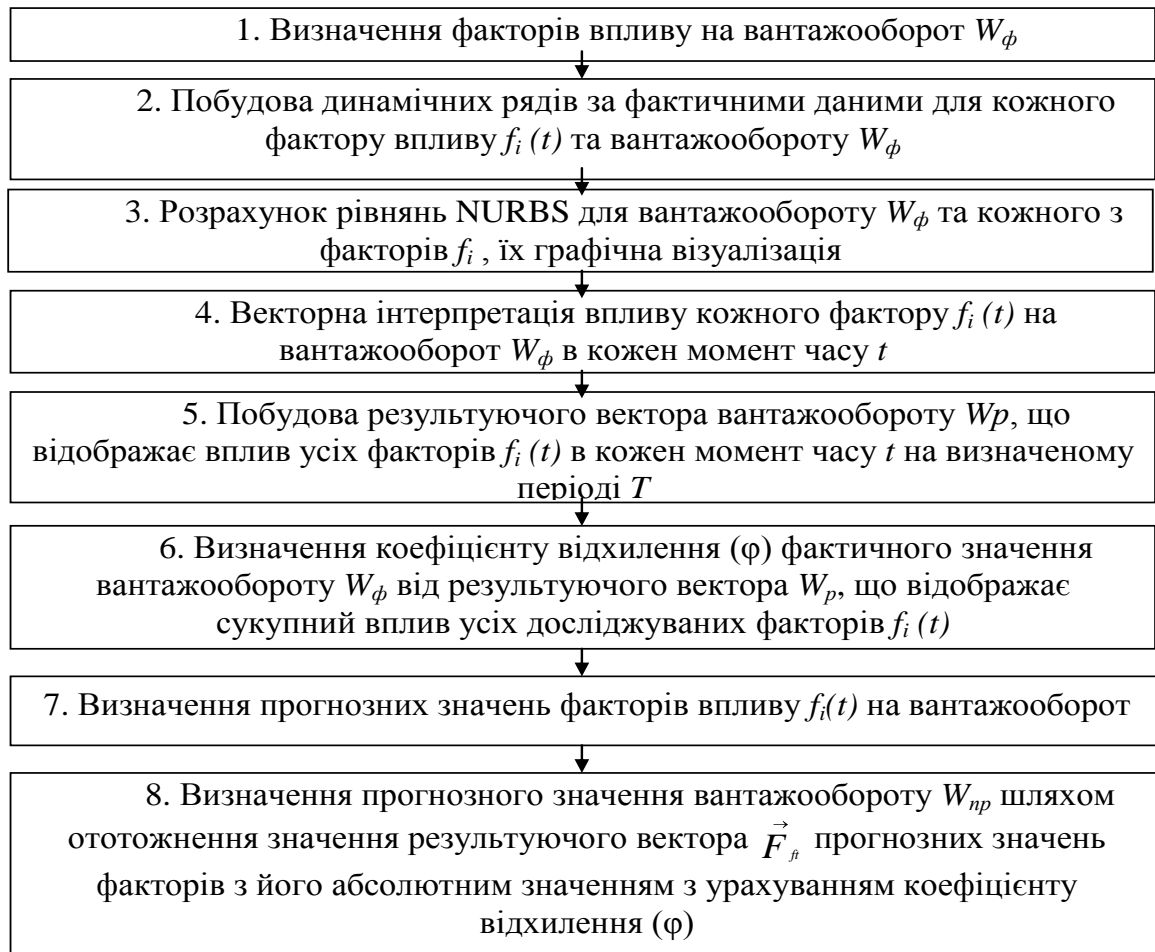 1. Визначення факторів впливу на вантажооборот Wф
2. Побудова динамічних рядів за фактичними даними для кожного
фактору впливу fi (t) та вантажообороту Wф
3. Розрахунок рівнянь NURBS для вантажообороту Wф та кожного з
факторів fi , їх графічна візуалізація
4. Векторна інтерпретація впливу кожного фактору fi (t) на
вантажооборот Wф в кожен момент часу t
5. Побудова результуючого вектора вантажообороту Wр, що
відображає вплив усіх факторів fi (t) в кожен момент часу t на визначеному
періоді T
6. Визначення коефіцієнту відхилення (φ) фактичного значення
вантажообороту Wф від результуючого вектора Wр, що відображає
сукупний вплив усіх досліджуваних факторів fi (t)
7. Визначення прогнозних значень факторів впливу fi(t) на вантажооборот
8. Визначення прогнозного значення вантажообороту Wпр шляхом
ототожнення значення результуючого вектора F⃗ft прогнозних значень
факторів з його абсолютним значенням з урахуванням коефіцієнту
відхилення (φ)